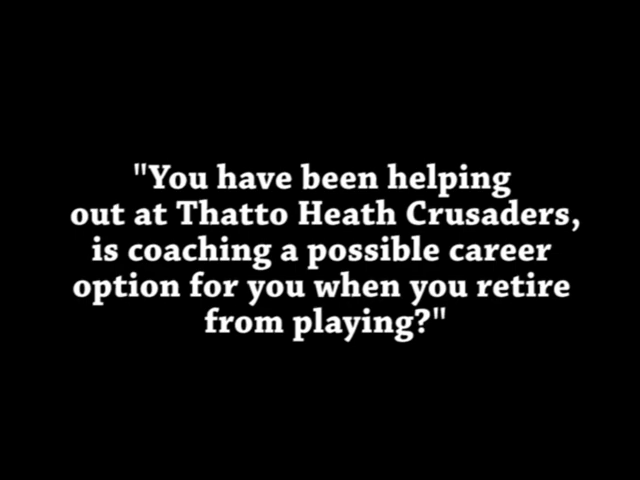 "You have been helping
out at Thatto Heath Crusaders,
is coaching a possible career
option for you when you retire
from playing?"